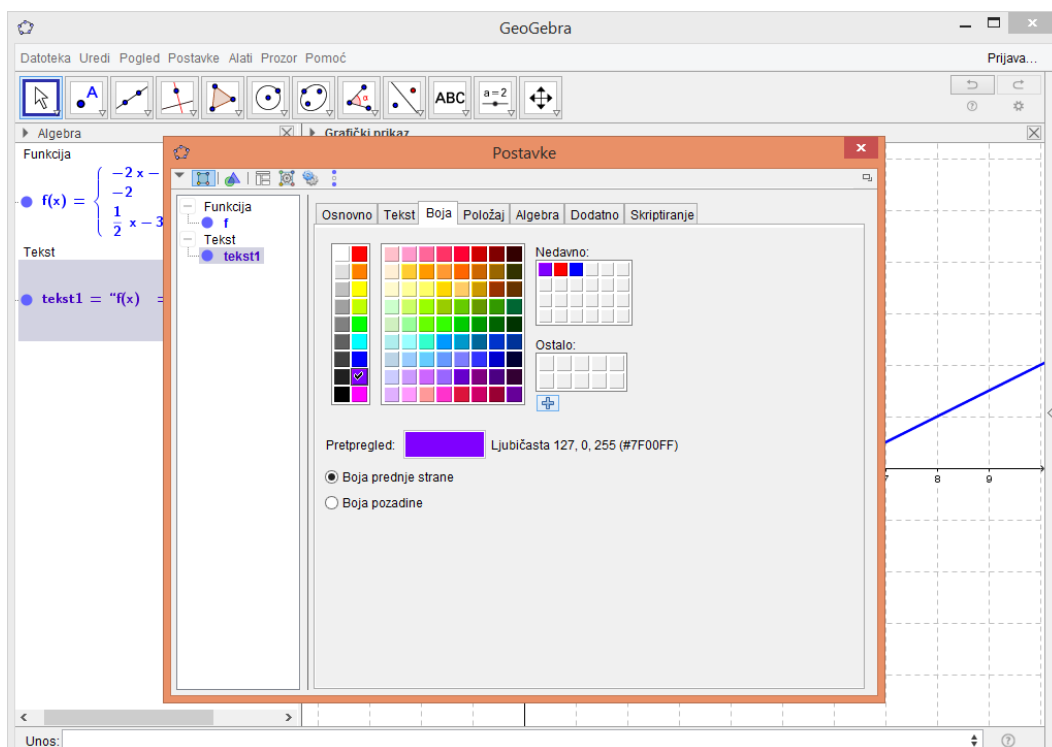 GeoGebra
Datoteka Uredi Pogled Postavke Alati Prozor Pomoć
Prijava...
A
α
ABC
a = 2
Algebra
Grafički prikaz
Funkcija
f(x) =
−2 x −
−2
1
2
x − 3
Tekst
tekst1 = “f(x) =
Postavke
Funkcija
f
Tekst
tekst1
Osnovno Tekst Boja Položaj Algebra Dodatno Skriptiranje
Nedavno:
Ostalo:
Pretpregled:
Ljubičasta 127, 0, 255 (#7F00FF)
Boja prednje strane
Boja pozadine
7 8 9
Unos: